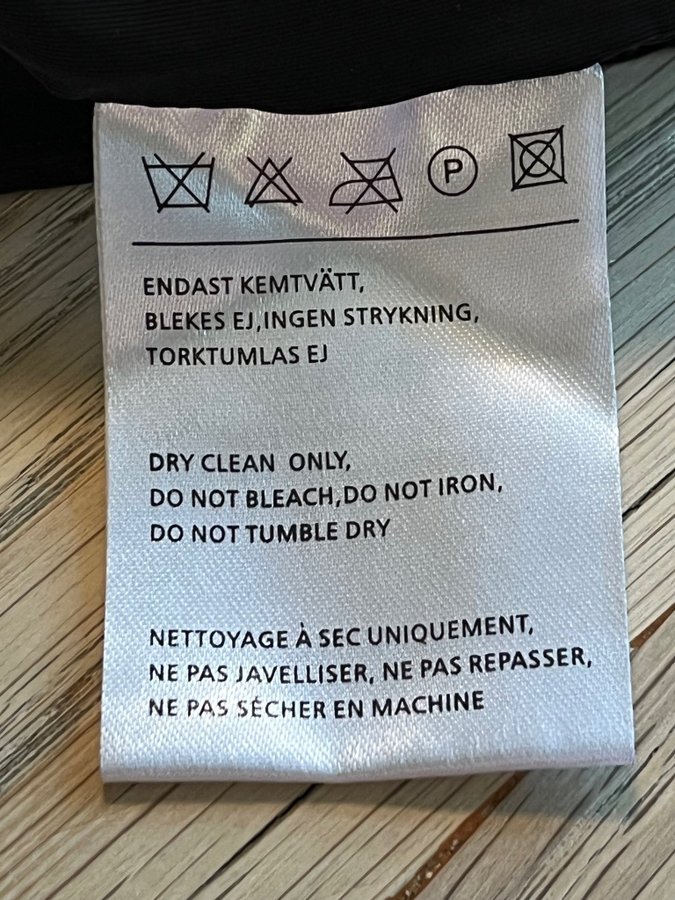 P
ENDAST KEMTVÄTT,
BLEKES EJ,INGEN STRYKNING,
TORKTUMLAS EJ
DRY CLEAN ONLY,
DO NOT BLEACH,DO NOT IRON,
DO NOT TUMBLE DRY
NETTOYAGE À SEC UNIQUEMENT,
NE PAS JAVELLISER, NE PAS REPASSER,
NE PAS SÉCHER EN MACHINE